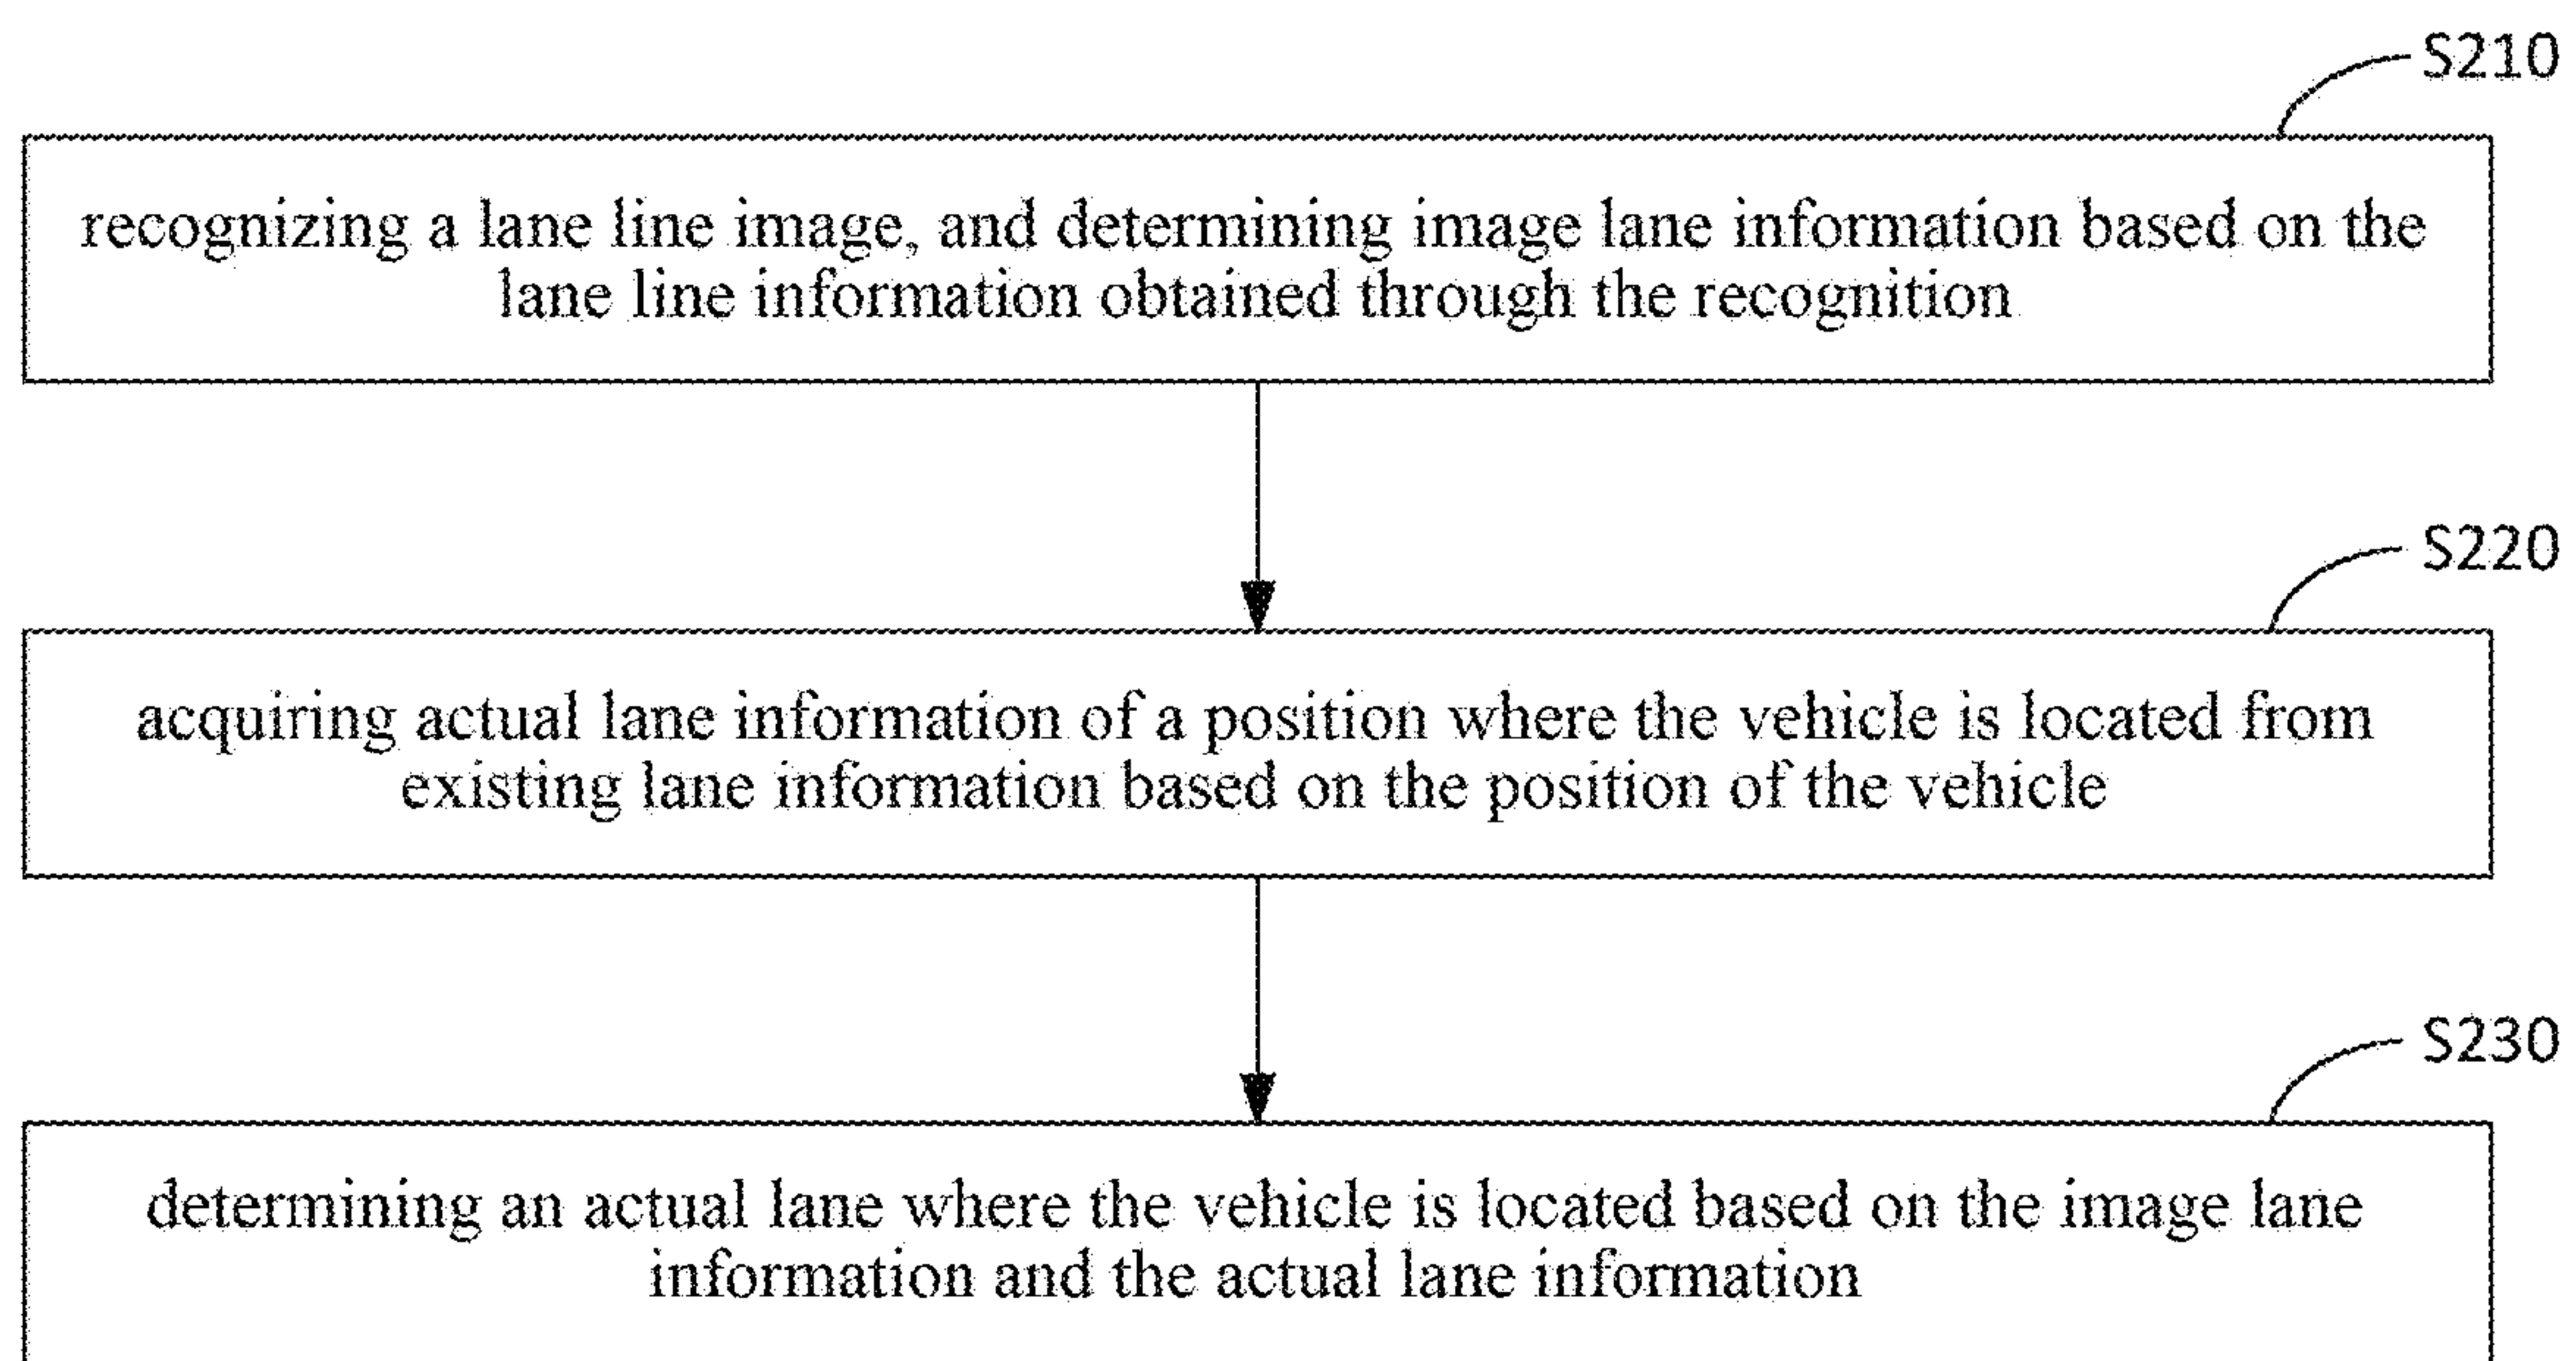 S210
recognizing a lane line image, and determining image lane information based on the
lane line information obtained through the recognition
S220
acquiring actual lane information of a position where the vehicle is located from
existing lane information based on the position of the vehicle
S230
determining an actual lane where the vehicle is located based on the image lane
information and the actual lane information